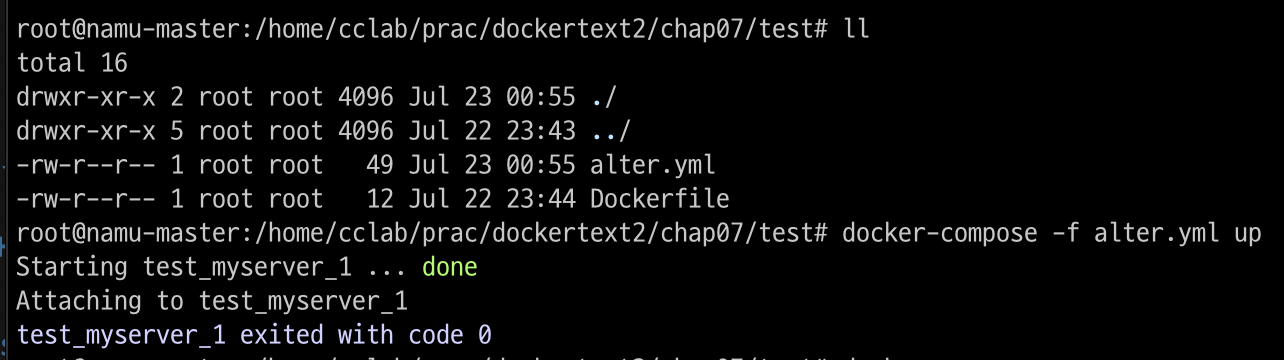 root@namu-master:/home/cclab/prac/dockertext2/chap07/test# ll
total 16
drwxr-xr-x 2 root root 4096 Jul 23 00:55 ./
drwxr-xr-x 5 root root 4096 Jul 22 23:43 ../
-rw-r--r-- 1 root root   49 Jul 23 00:55 alter.yml
-rw-r--r-- 1 root root   12 Jul 22 23:44 Dockerfile
root@namu-master:/home/cclab/prac/dockertext2/chap07/test# docker-compose -f alter.yml up
Starting test_myserver_1 ... done
Attaching to test_myserver_1
test_myserver_1 exited with code 0